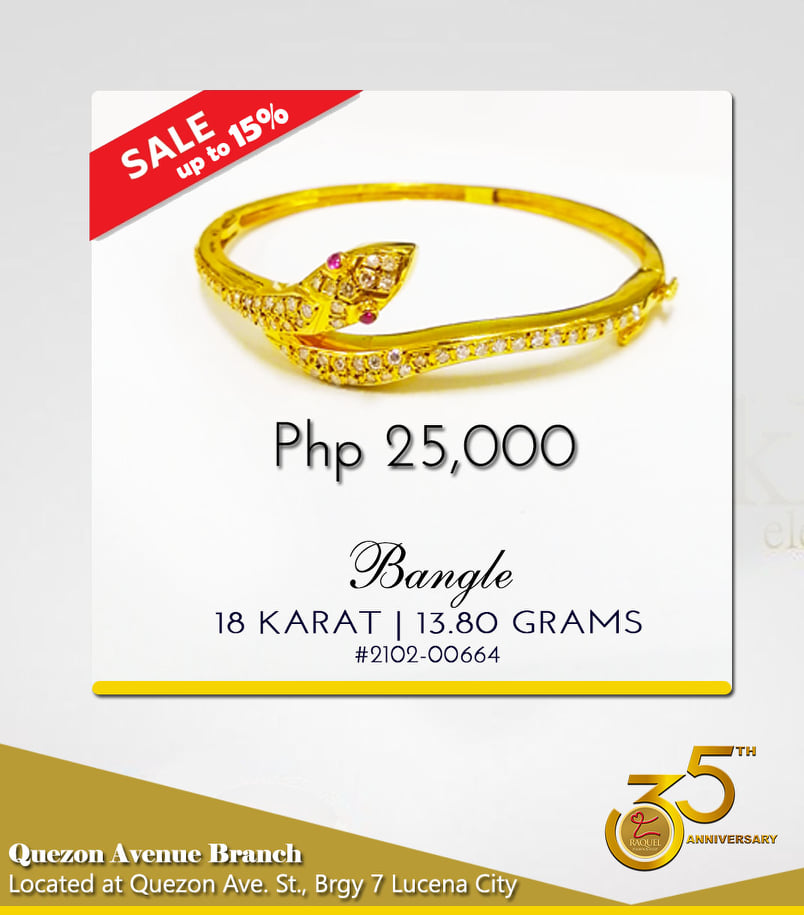 SALE
up to 15%
Php 25,000
Bangle
18 KARAT | 13.80 GRAMS
#2102-00664
35TH
ANNIVERSARY
RAQUEL
Quezon Avenue Branch
Located at Quezon Ave. St., Brgy 7 Lucena City